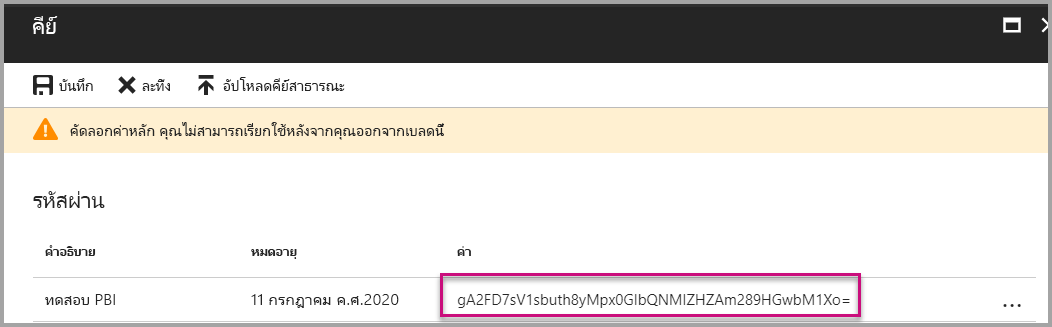 คีย์
บันทึก ละทิ้ง อัปโหลดคีย์สาธารณะ
คัดลอกค่าหลัก คุณไม่สามารถเรียกใช้หลังจากคุณออกจากเบลดนี้
รหัสผ่าน
คำอธิบาย หมดอายุ ค่า
ทดสอบ PBI 11 กรกฎาคม ค.ศ.2020 gA2FD7sV1sbuth8yMpx0GlbQNMlZHZAm289HGwbM1Xo=